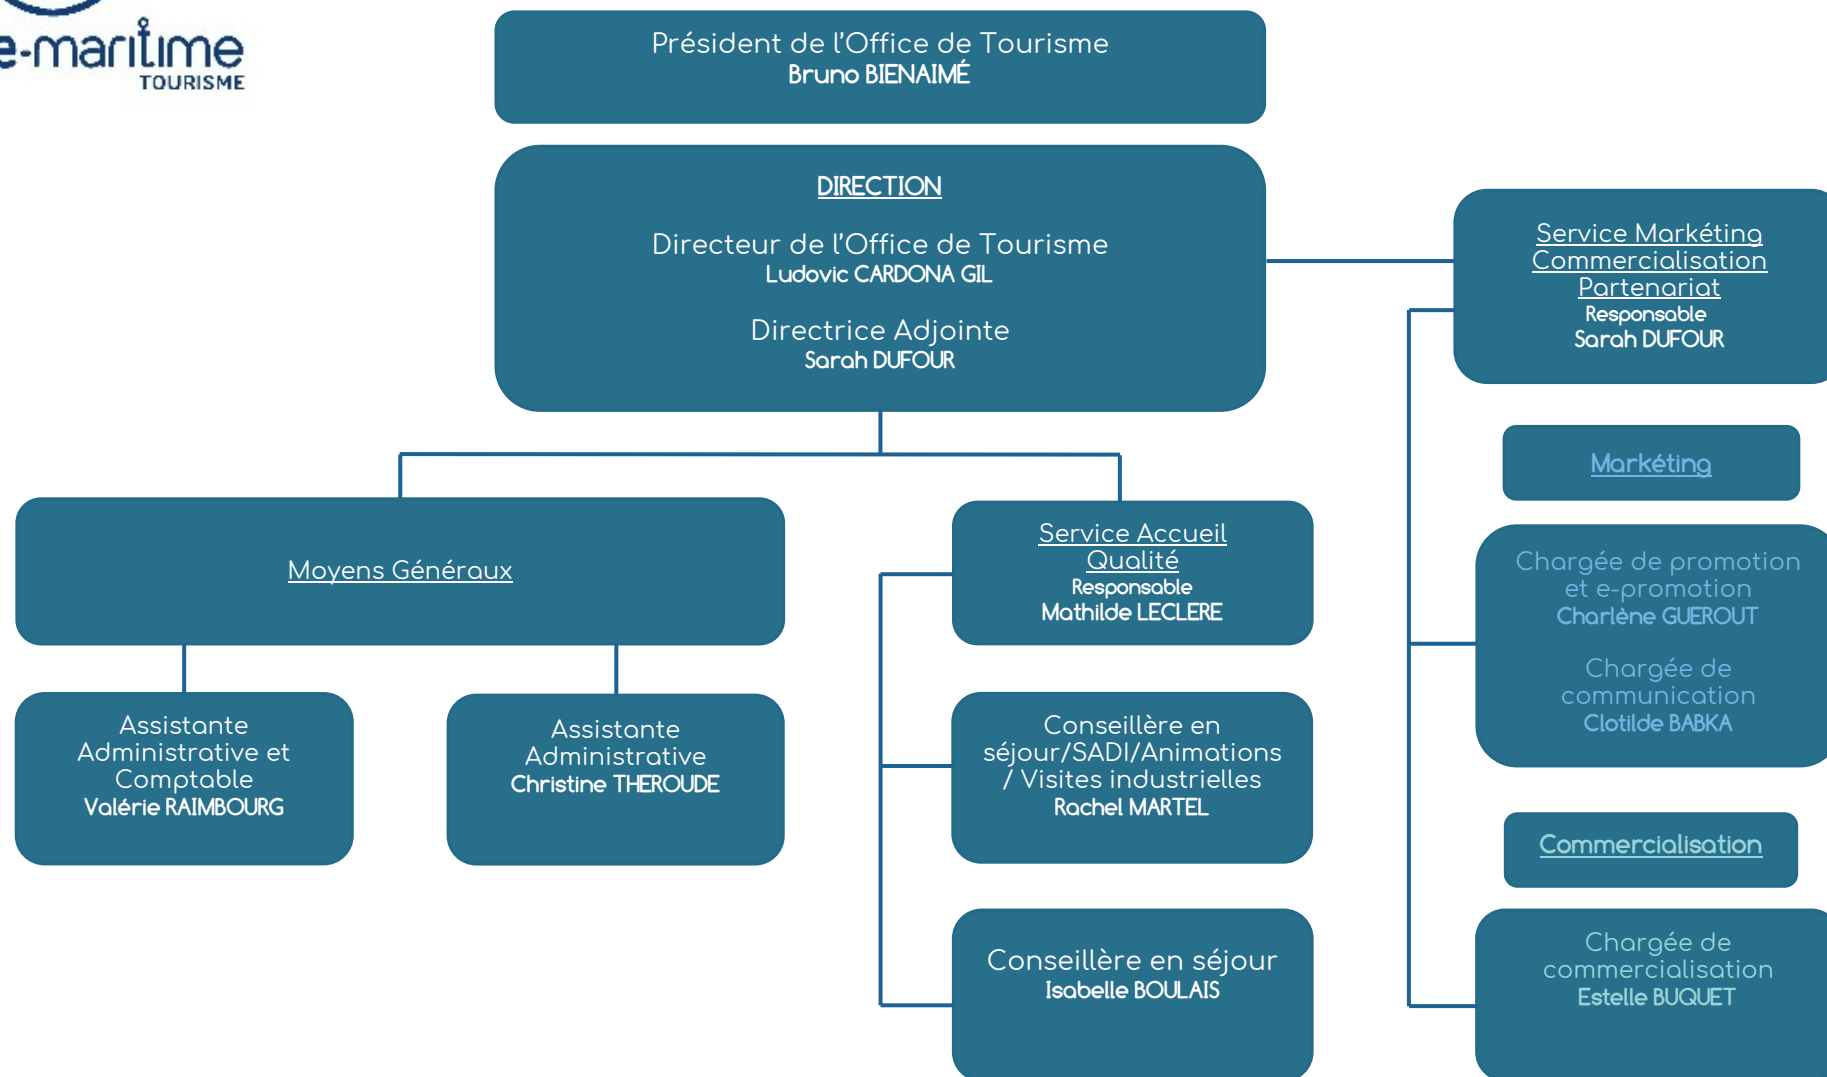 e-maritime
TOURISME
Président de l'Office de Tourisme
Bruno BIENAIMÉ
DIRECTION
Directeur de l'Office de Tourisme
Ludovic CARDONA GIL
Directrice Adjointe
Sarah DUFOUR
Service Markéting
Commercialisation
Partenariat
Responsable
Sarah DUFOUR
Markéting
Chargée de promotion
et e-promotion
Charlène GUEROUT
Chargée de
communication
Clotilde BABKA
Commercialisation
Chargée de
commercialisation
Estelle BUQUET
Moyens Généraux
Assistante
Administrative et
Comptable
Valérie RAIMBOURG
Assistante
Administrative
Christine THEROUDE
Service Accueil
Qualité
Responsable
Mathilde LECLERE
Conseillère en
séjour/SADI/Animations
/ Visites industrielles
Rachel MARTEL
Conseillère en séjour
Isabelle BOULAIS